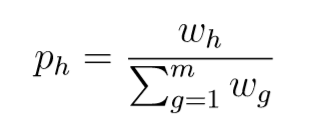 p_h = \frac{w_h}{\sum_{g=1}^{m} w_g}